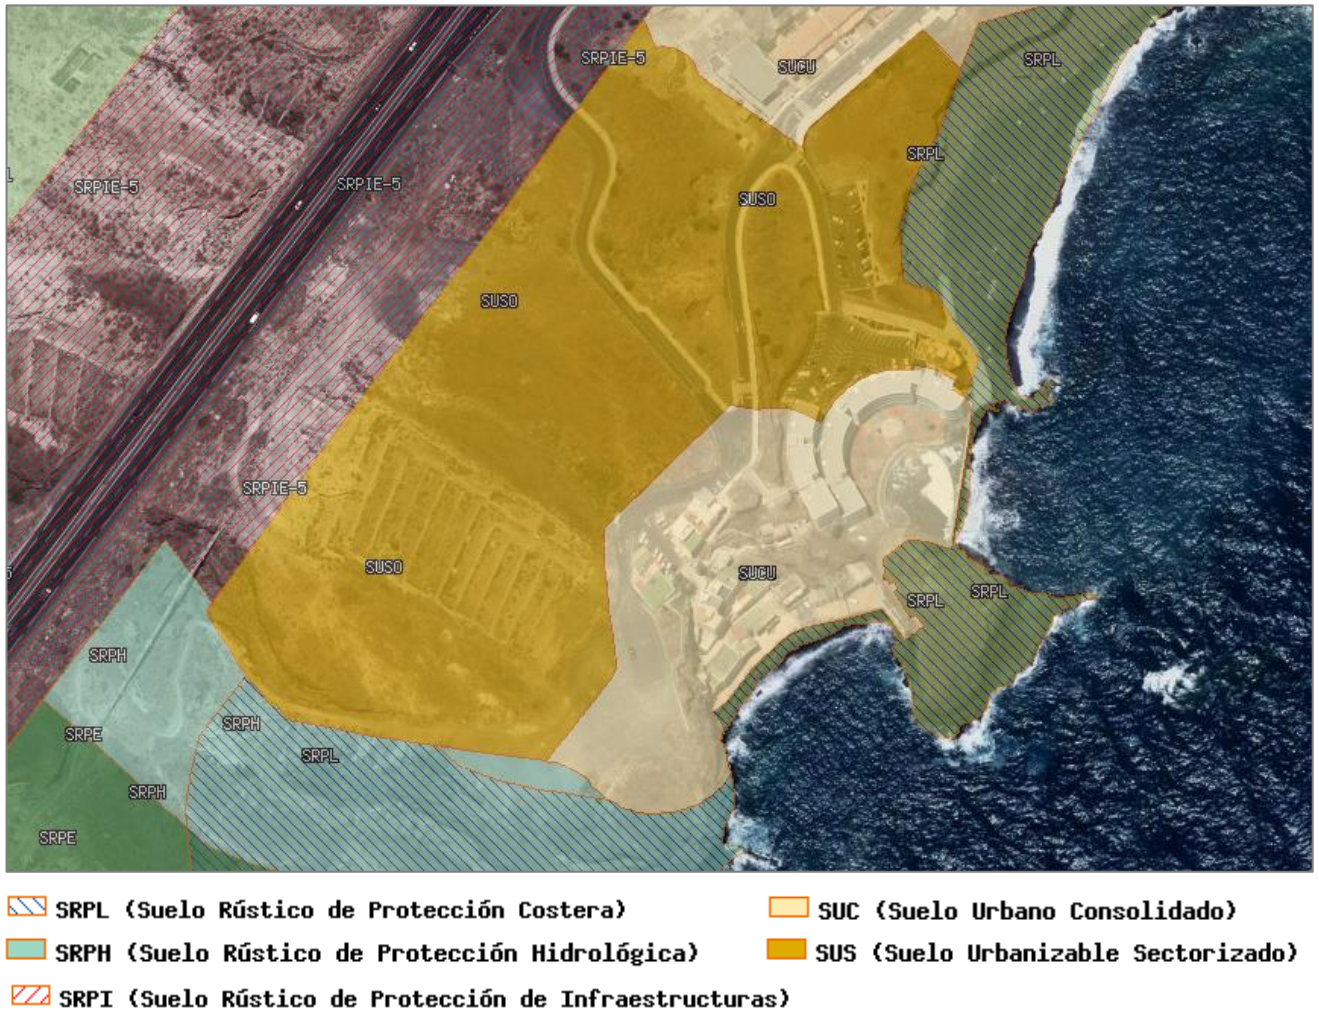 SRPIE-5
SUCU
SRPL
SRPL
SRPIE-5
SRPIE-5
SUSO
SUSO
SRPIE-5
SUSO
SUCU
SRPL
SRPL
SRPH
SRPH
SRPE
SRPL
SRPH
SRPE
SRPL (Suelo Rústico de Protección Costera)
SUC (Suelo Urbano Consolidado)
SRPH (Suelo Rústico de Protección Hidrológica)
SUS (Suelo Urbanizable Sectorizado)
SRPI (Suelo Rústico de Protección de Infraestructuras)